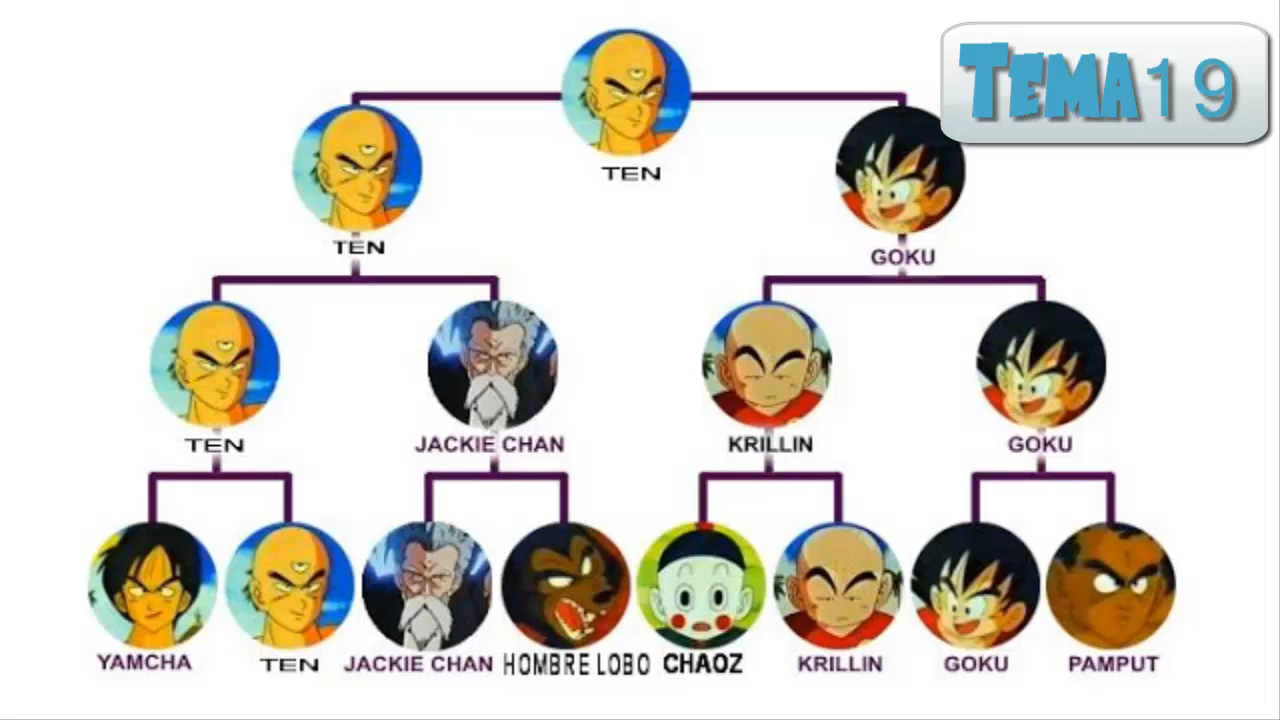 TEMA19
TEN
TEN
GOKU
TEN
JACKIE CHAN
KRILLIN
GOKU
YAMCHA
TEN
JACKIE CHAN
HOMBRE LOBO
CHAOZ
KRILLIN
GOKU
PAMPUT